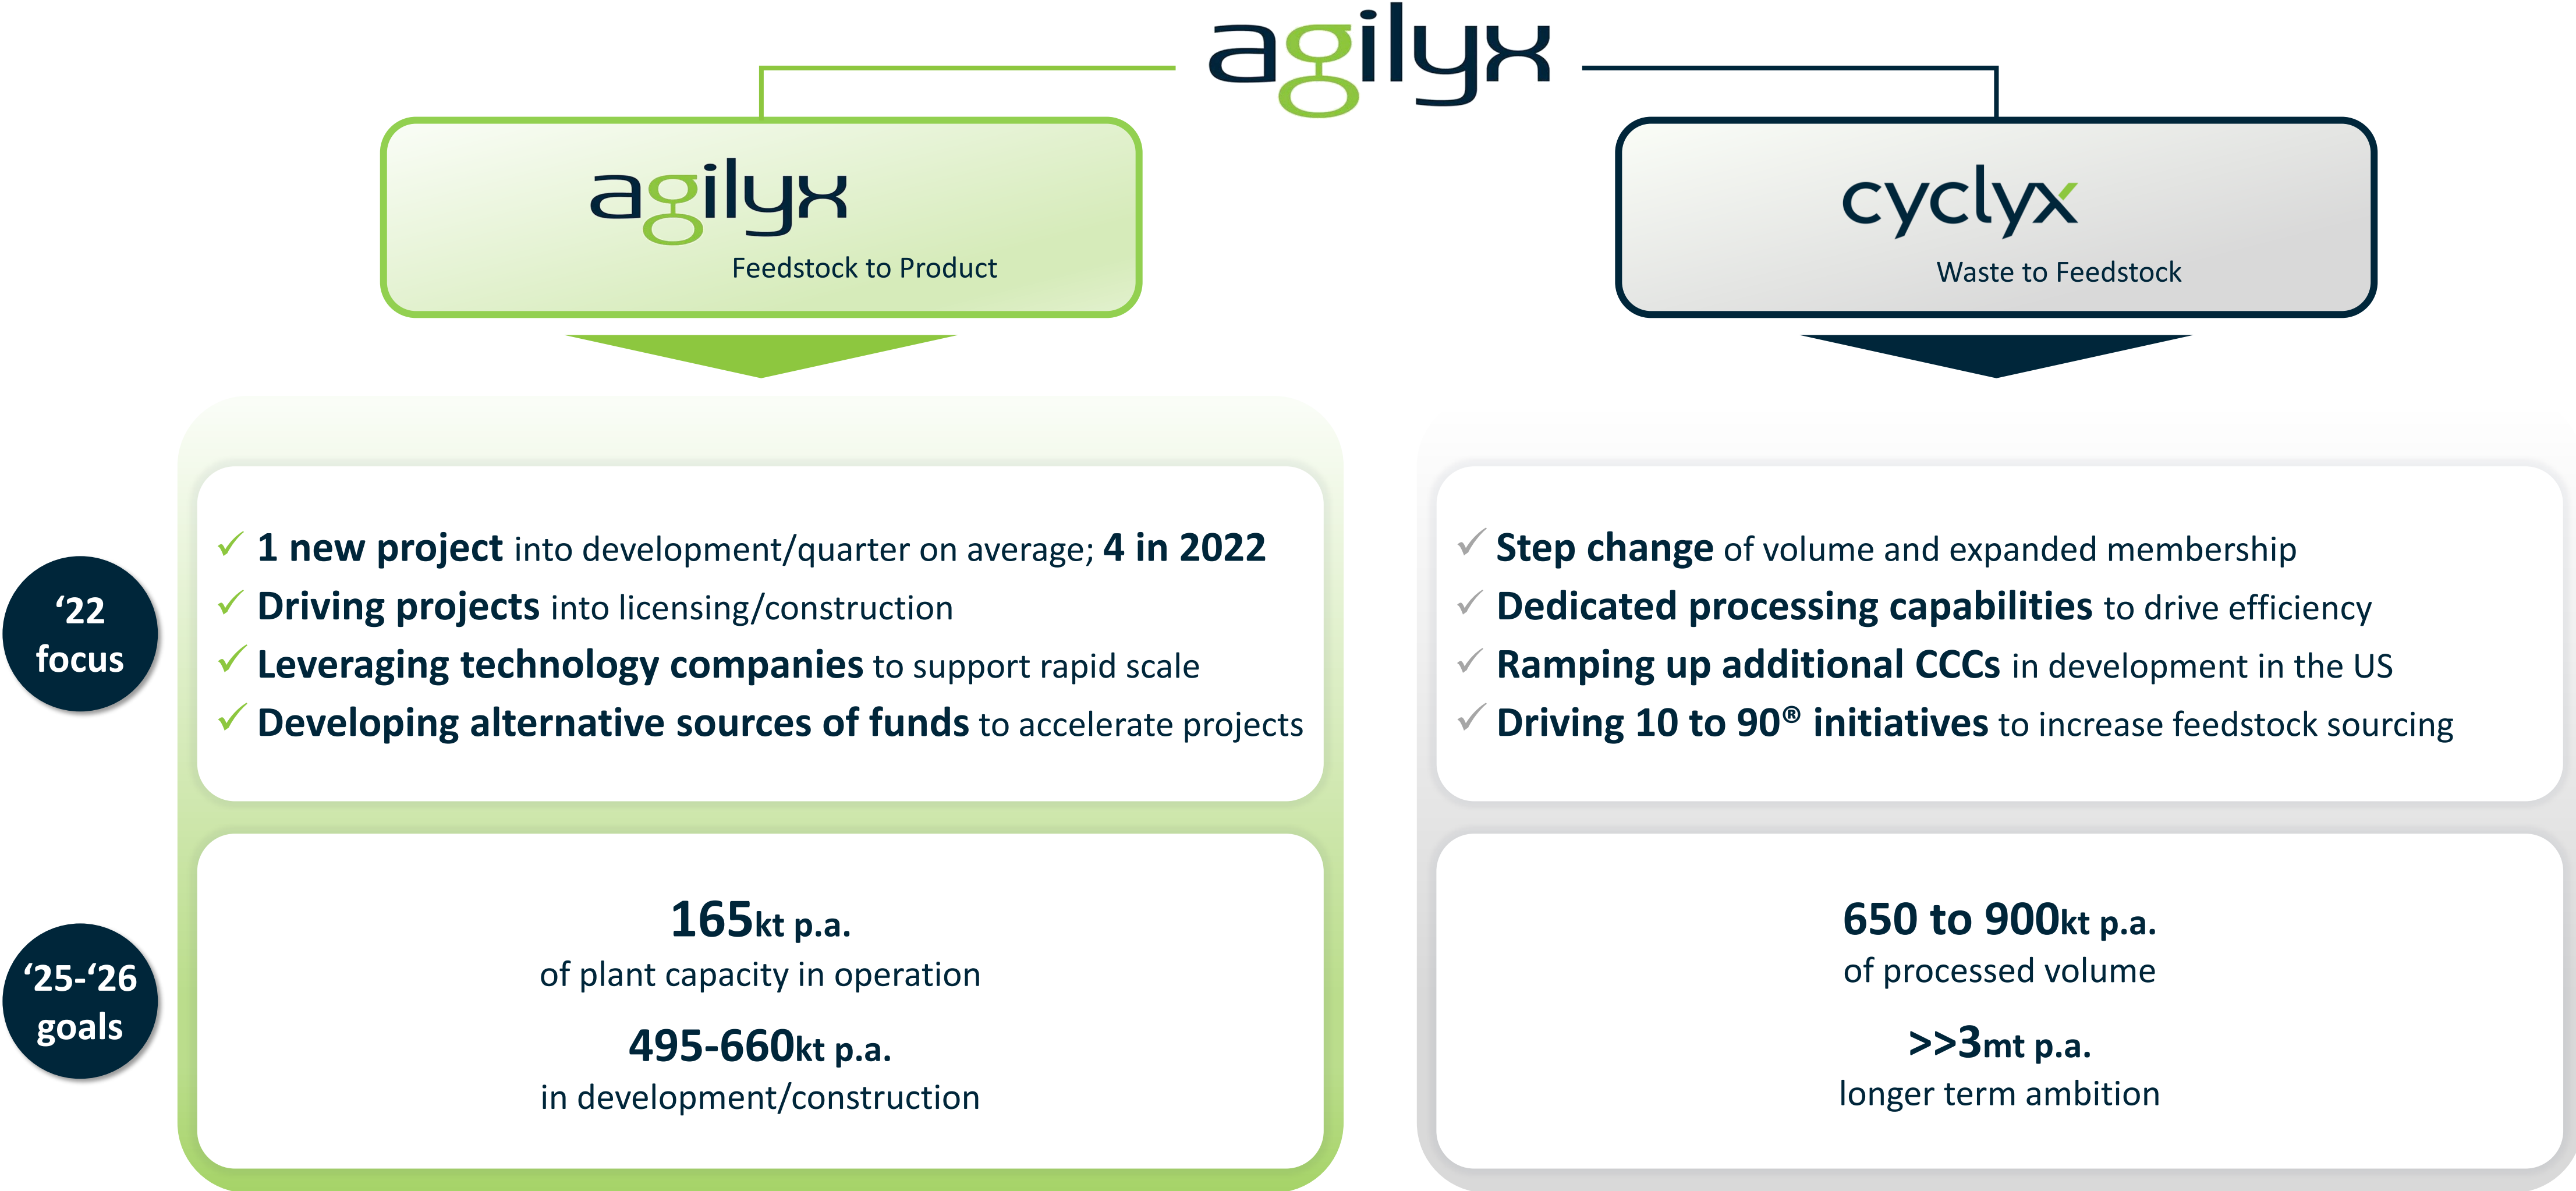 agilyx
agilyx
Feedstock to Product
cyclyx
Waste to Feedstock
‘22
focus
✓ 1 new project into development/quarter on average; 4 in 2022
✓ Driving projects into licensing/construction
✓ Leveraging technology companies to support rapid scale
✓ Developing alternative sources of funds to accelerate projects
✓ Step change of volume and expanded membership
✓ Dedicated processing capabilities to drive efficiency
✓ Ramping up additional CCCs in development in the US
✓ Driving 10 to 90® initiatives to increase feedstock sourcing
‘25-‘26
goals
165kt p.a.
of plant capacity in operation
495-660kt p.a.
in development/construction
650 to 900kt p.a.
of processed volume
>>3mt p.a.
longer term ambition